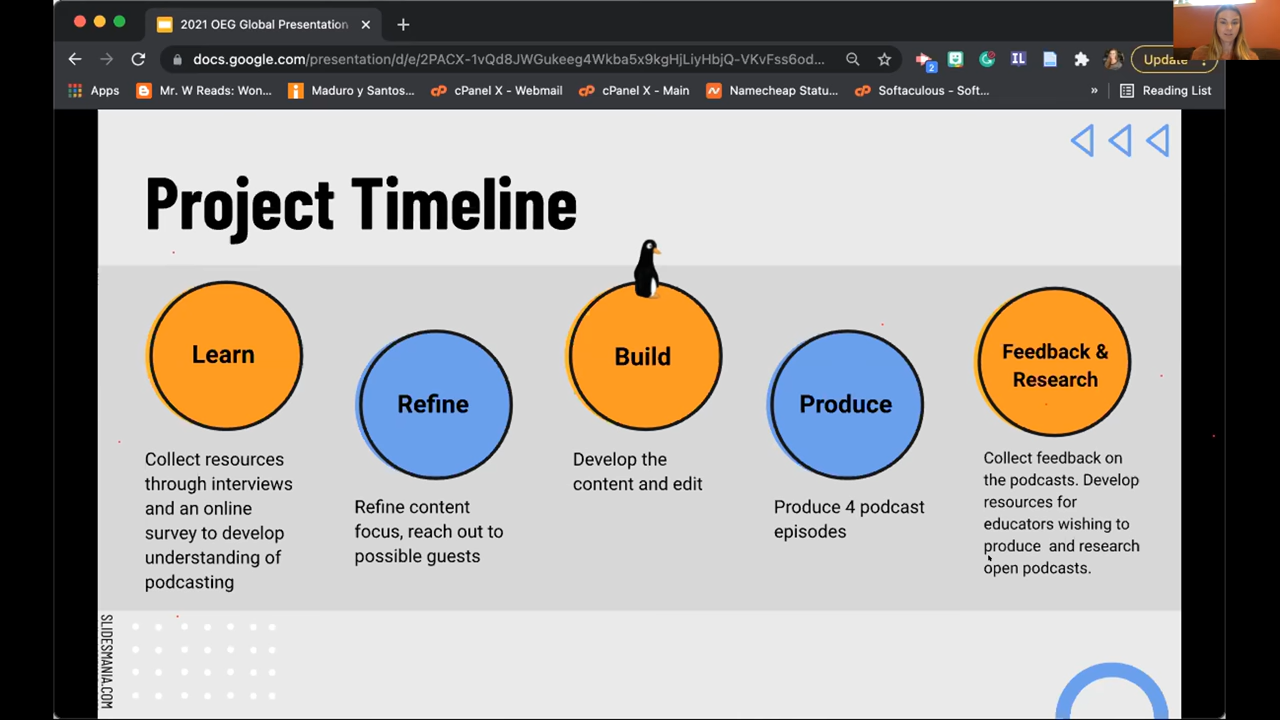 2021 OEG Global Presentation
docs.google.com/presentation/d/e/2PACX-1vQd8JWGukeeg4Wkba5x9kgHjLiyHbjQ-VKvFss6od...
2
IL
Update
Apps
Mr. W Reads: Won...
Maduro y Santos...
cPanel X - Webmail
cPanel X - Main
Namecheap Statu...
Softaculous - Soft...
»
Reading List
Project Timeline
Learn
Collect resources
through interviews
and an online
survey to develop
understanding of
podcasting
Refine
Refine content
focus, reach out to
possible guests
Build
Develop the
content and edit
Produce
Produce 4 podcast
episodes
Feedback &
Research
Collect feedback on
the podcasts. Develop
resources for
educators wishing to
produce and research
open podcasts.
SLIDESMANIA.COM